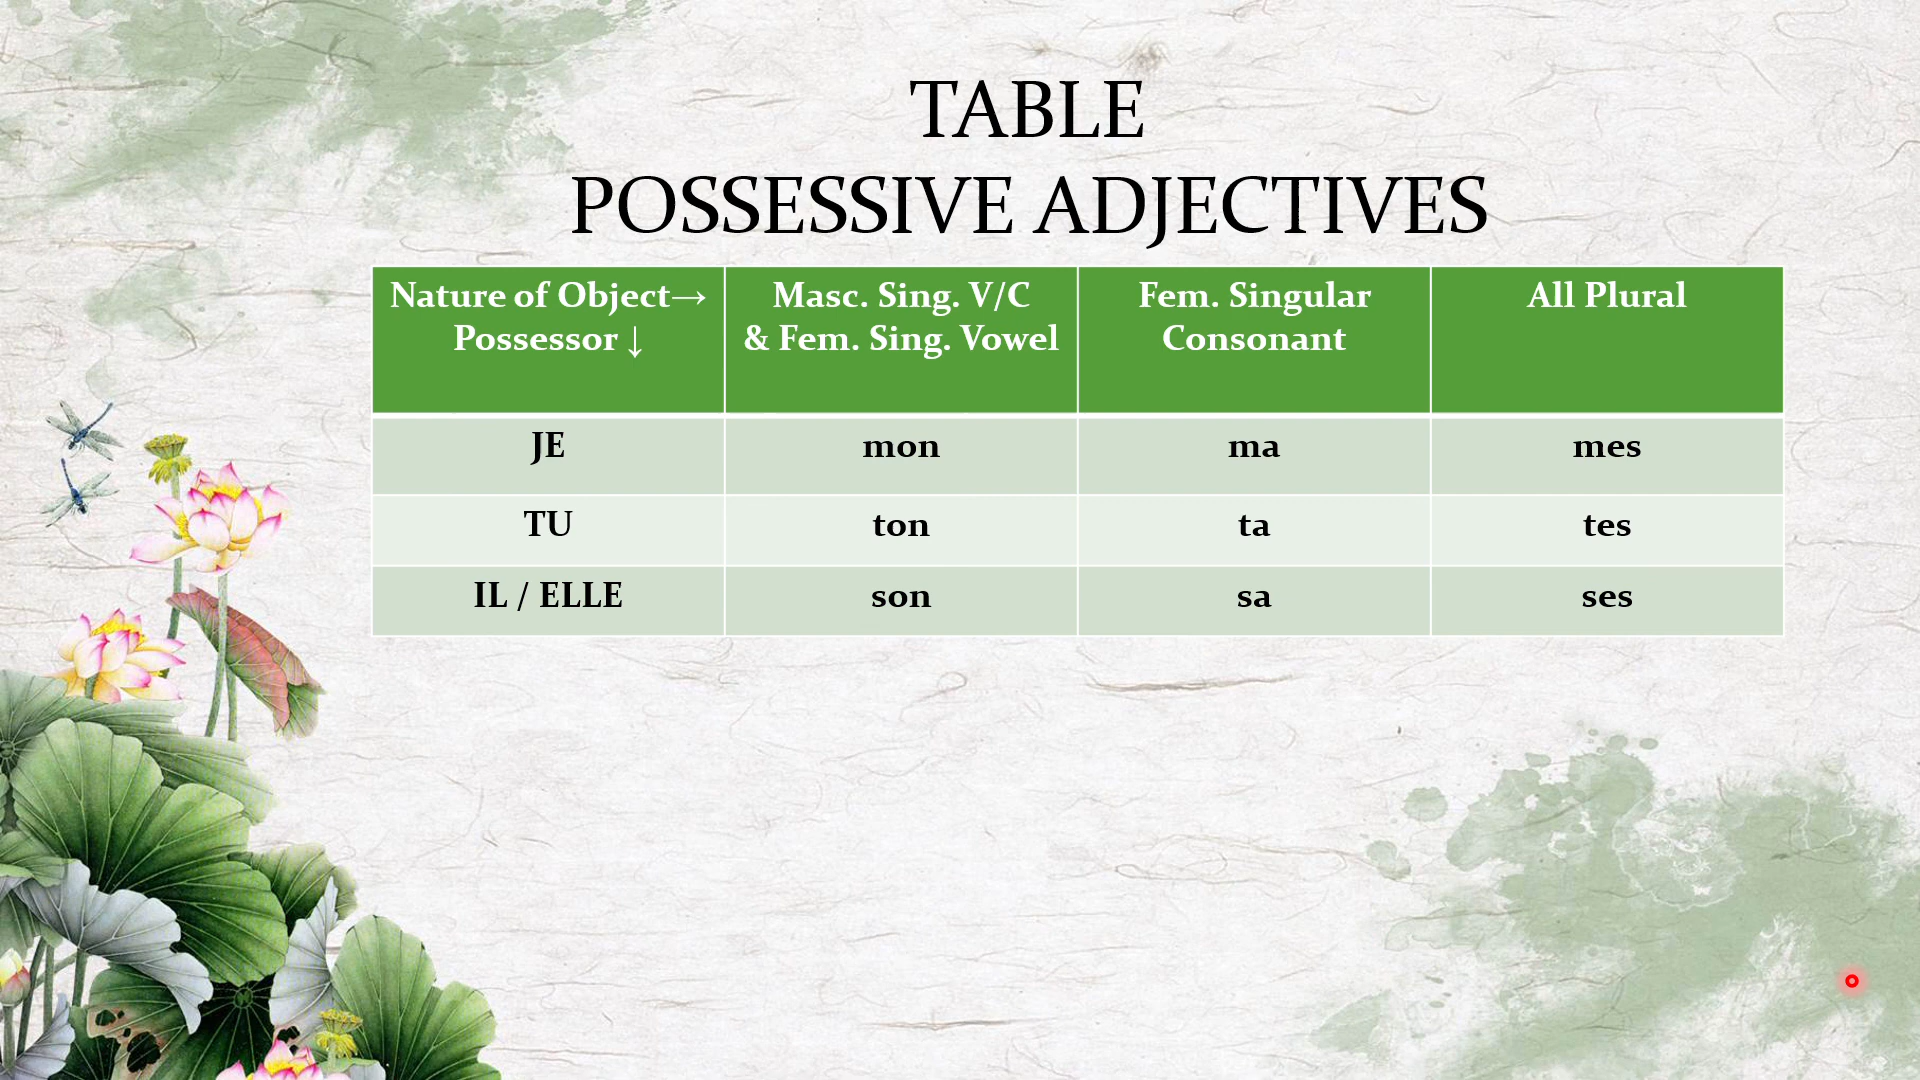 TABLE
POSSESSIVE ADJECTIVES
Nature of Object→ Possessor ↓
Masc. Sing. V/C & Fem. Sing. Vowel
Fem. Singular Consonant
All Plural
JE mon ma mes
TU ton ta tes
IL / ELLE son sa ses